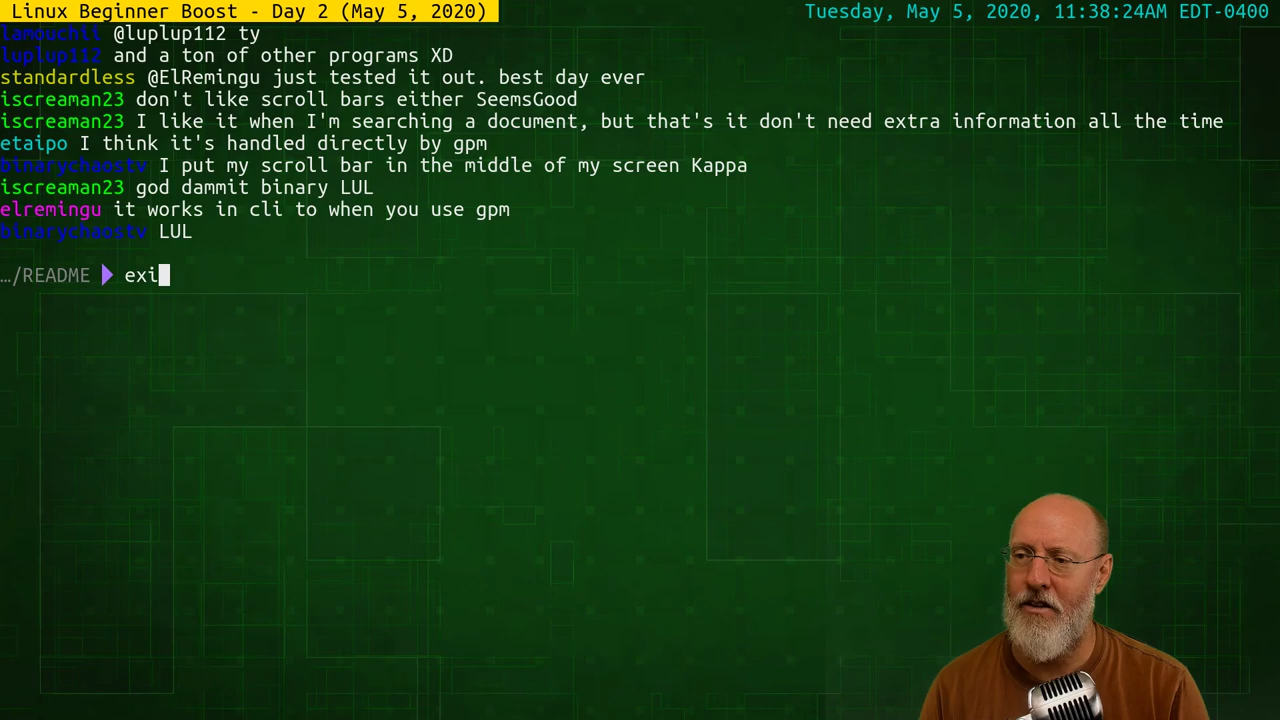 Linux Beginner Boost - Day 2 (May 5, 2020)
Tuesday, May 5, 2020, 11:38:24AM EDT-0400
lamouchii @luplup112 ty
luplup112 and a ton of other programs XD
standardless @ElRemingu just tested it out. best day ever
iscreaman23 don't like scroll bars either SeemsGood
iscreaman23 I like it when I'm searching a document, but that's it don't need extra information all the time
etaipo I think it's handled directly by gpm
binarychaostv I put my scroll bar in the middle of my screen Kappa
iscreaman23 god dammit binary LUL
elremingu it works in cli to when you use gpm
binarychaostv LUL
…/README exi